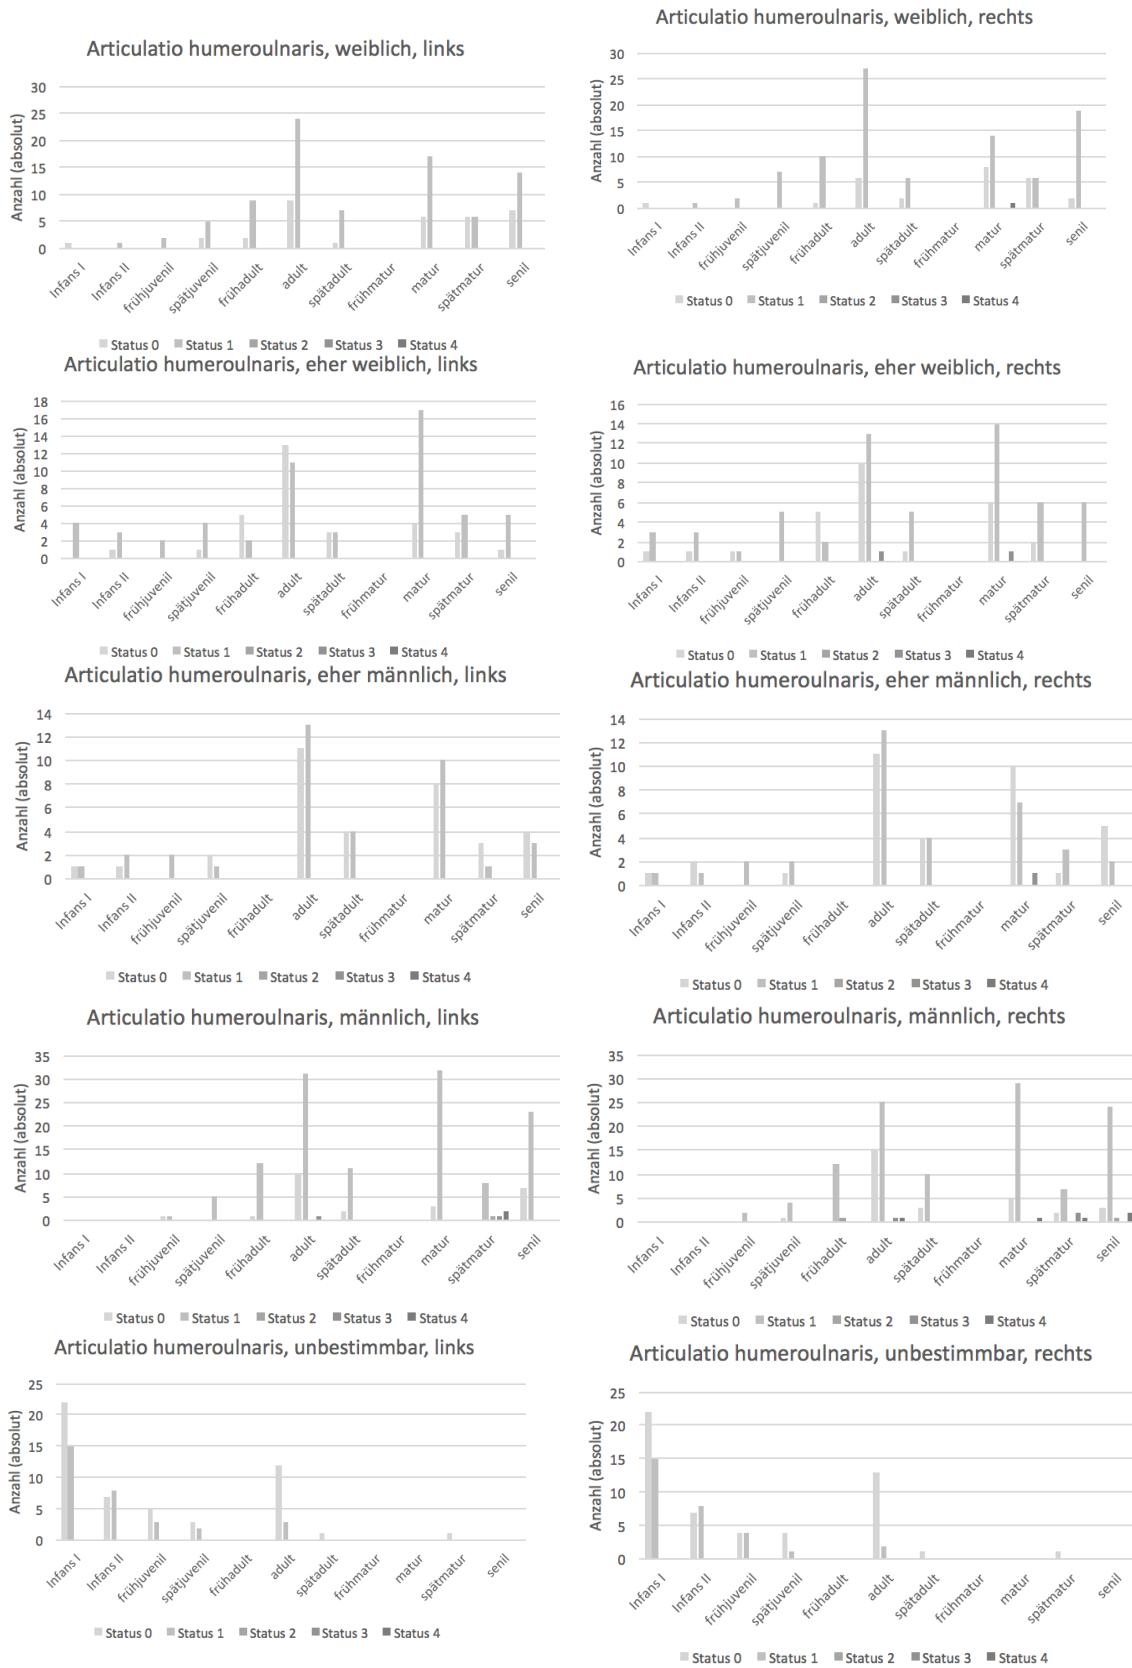 Articulatio humeroulnaris, weiblich, links
Anzahl (absolut)
30
25
20
15
10
5
0
Infans I
Infans II
frühjuvenil
spätjuvenil
frühadult
adult
spätadult
frühmatur
matur
spätmatur
senil
Status 0 Status 1 Status 2 Status 3 Status 4
Articulatio humeroulnaris, weiblich, rechts
Anzahl (absolut)
30
25
20
15
10
5
0
Infans I
Infans II
frühjuvenil
spätjuvenil
frühadult
adult
spätadult
frühmatur
matur
spätmatur
senil
Status 0 Status 1 Status 2 Status 3 Status 4
Articulatio humeroulnaris, eher weiblich, links
Anzahl (absolut)
18
16
14
12
10
8
6
4
2
0
Infans I
Infans II
frühjuvenil
spätjuvenil
frühadult
adult
spätadult
frühmatur
matur
spätmatur
senil
Status 0 Status 1 Status 2 Status 3 Status 4
Articulatio humeroulnaris, eher weiblich, rechts
Anzahl (absolut)
16
14
12
10
8
6
4
2
0
Infans I
Infans II
frühjuvenil
spätjuvenil
frühadult
adult
spätadult
frühmatur
matur
spätmatur
senil
Status 0 Status 1 Status 2 Status 3 Status 4
Articulatio humeroulnaris, eher männlich, links
Anzahl (absolut)
14
12
10
8
6
4
2
0
Infans I
Infans II
frühjuvenil
spätjuvenil
frühadult
adult
spätadult
frühmatur
matur
spätmatur
senil
Status 0 Status 1 Status 2 Status 3 Status 4
Articulatio humeroulnaris, eher männlich, rechts
Anzahl (absolut)
14
12
10
8
6
4
2
0
Infans I
Infans II
frühjuvenil
spätjuvenil
frühadult
adult
spätadult
frühmatur
matur
spätmatur
senil
Status 0 Status 1 Status 2 Status 3 Status 4
Articulatio humeroulnaris, männlich, links
Anzahl (absolut)
35
30
25
20
15
10
5
0
Infans I
Infans II
frühjuvenil
spätjuvenil
frühadult
adult
spätadult
frühmatur
matur
spätmatur
senil
Status 0 Status 1 Status 2 Status 3 Status 4
Articulatio humeroulnaris, männlich, rechts
Anzahl (absolut)
35
30
25
20
15
10
5
0
Infans I
Infans II
frühjuvenil
spätjuvenil
frühadult
adult
spätadult
frühmatur
matur
spätmatur
senil
Status 0 Status 1 Status 2 Status 3 Status 4
Articulatio humeroulnaris, unbestimmbar, links
Anzahl (absolut)
25
20
15
10
5
0
Infans I
Infans II
frühjuvenil
spätjuvenil
frühadult
adult
spätadult
frühmatur
matur
spätmatur
senil
Status 0 Status 1 Status 2 Status 3 Status 4
Articulatio humeroulnaris, unbestimmbar, rechts
Anzahl (absolut)
25
20
15
10
5
0
Infans I
Infans II
frühjuvenil
spätjuvenil
frühadult
adult
spätadult
frühmatur
matur
spätmatur
senil
Status 0 Status 1 Status 2 Status 3 Status 4